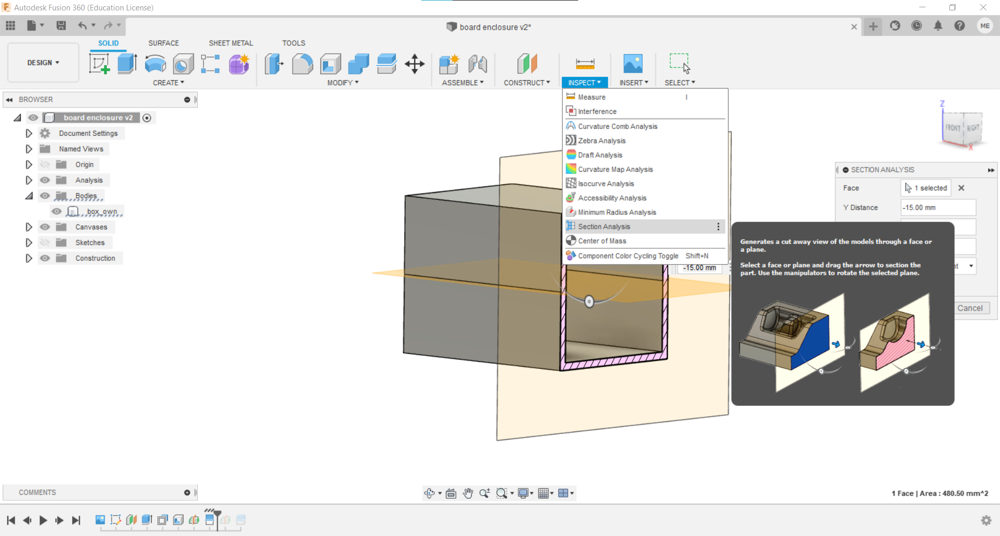 Autodesk Fusion 360 (Education License)
board enclosure v2*
ME
DESIGN
SOLID
SURFACE
SHEET METAL
TOOLS
CREATE
MODIFY
ASSEMBLE
CONSTRUCT
INSPECT
INSERT
SELECT
BROWSER
board enclosure v2
Document Settings
Named Views
Origin
Analysis
Bodies
box_own
Canvases
Sketches
Construction
Measure I
Interference
Curvature Comb Analysis
Zebra Analysis
Draft Analysis
Curvature Map Analysis
Isocurve Analysis
Accessibility Analysis
Minimum Radius Analysis
Section Analysis
Center of Mass
Component Color Cycling Toggle Shift+N
-15.00 mm
Z
FRONT
RIGHT
X
SECTION ANALYSIS
Face
1 selected
Y Distance
-15.00 mm
nt
Cancel
Generates a cut away view of the models through a face or
a plane.
Select a face or plane and drag the arrow to section the
part. Use the manipulators to rotate the selected plane.
COMMENTS
1 Face | Area : 480.50 mm^2